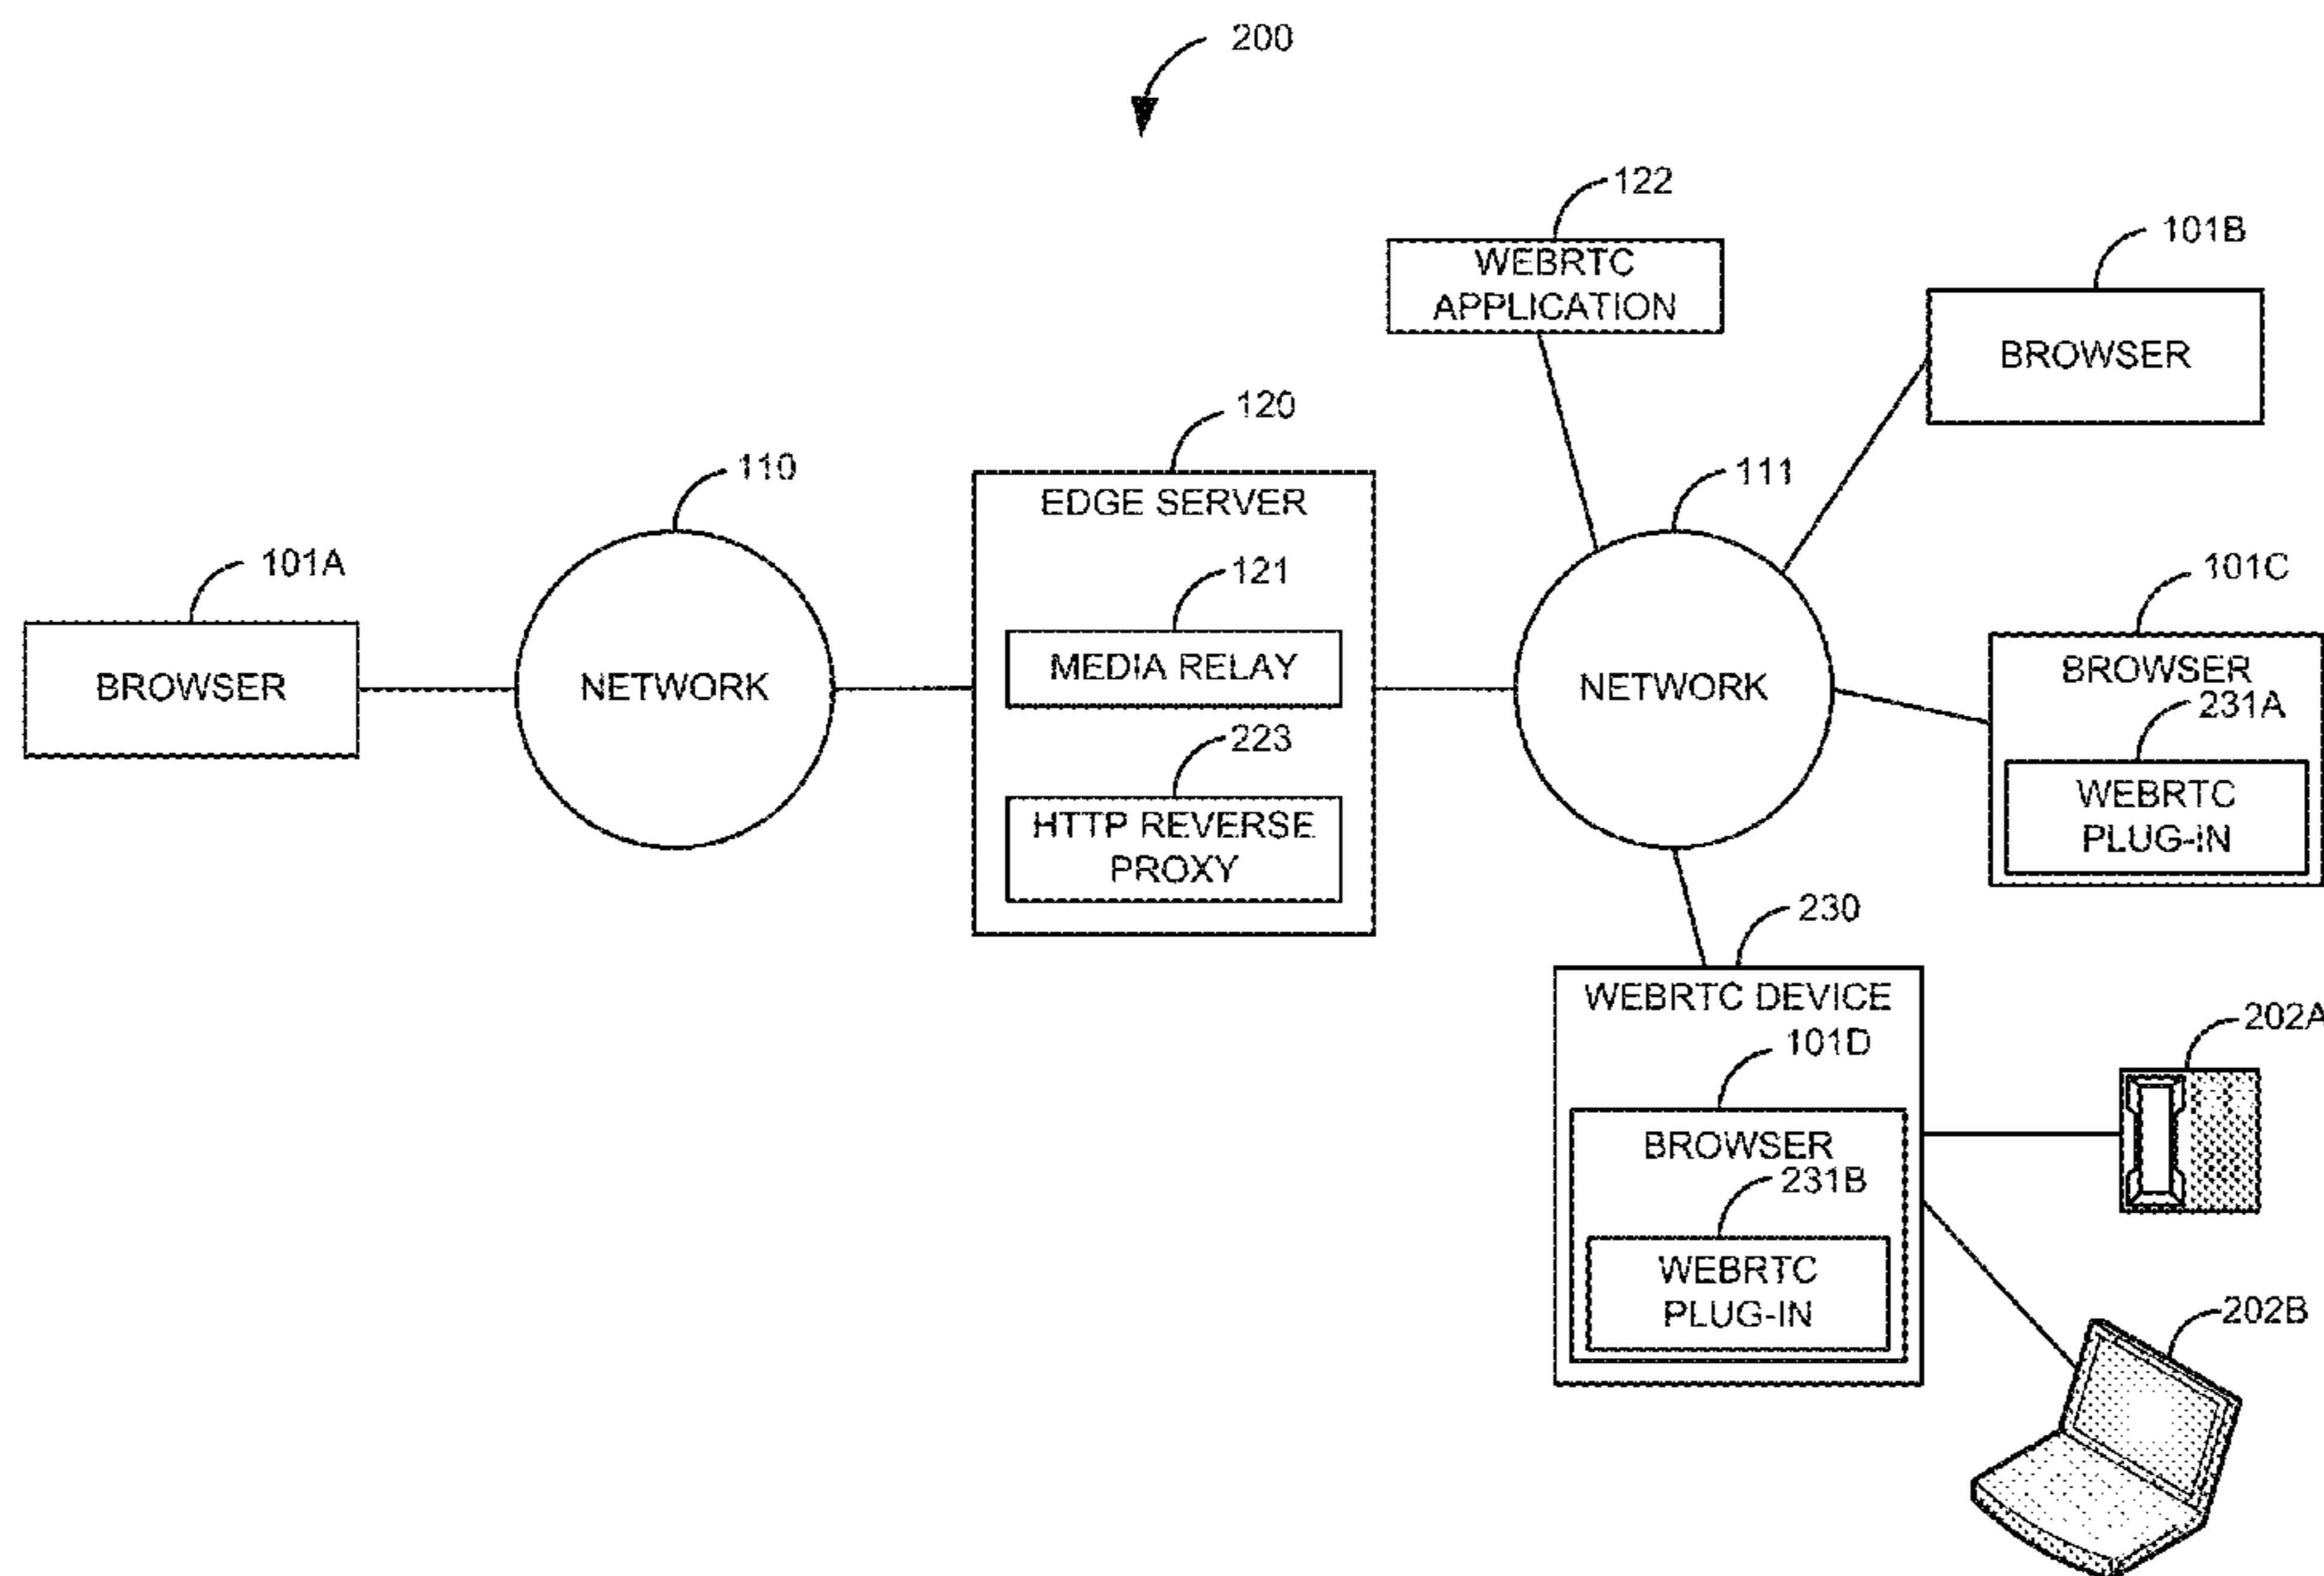 200
122
WEBRTC
APPLICATION
101B
BROWSER
120
EDGE SERVER
110
111
101A
BROWSER
NETWORK
121
MEDIA RELAY
223
HTTP REVERSE
PROXY
NETWORK
101C
BROWSER
231A
WEBRTC
PLUG-IN
230
WEBRTC DEVICE
101D
BROWSER
231B
WEBRTC
PLUG-IN
202A
202B